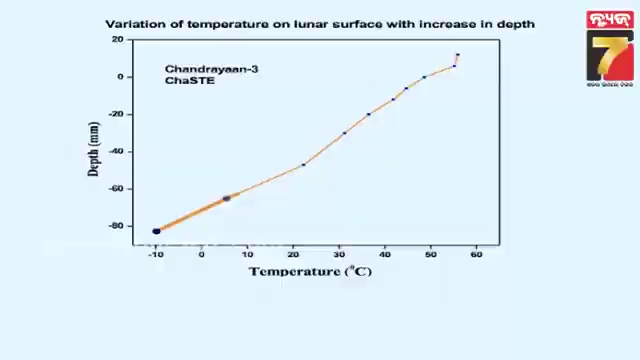 Variation of temperature on lunar surface with increase in depth
ନ୍ୟୁଜ୍
7
Chandrayaan-3
ChaSTE
Depth (mm)
20
0
-20
-40
-60
-80
-10
0
10
20
30
40
50
60
Temperature (°C)